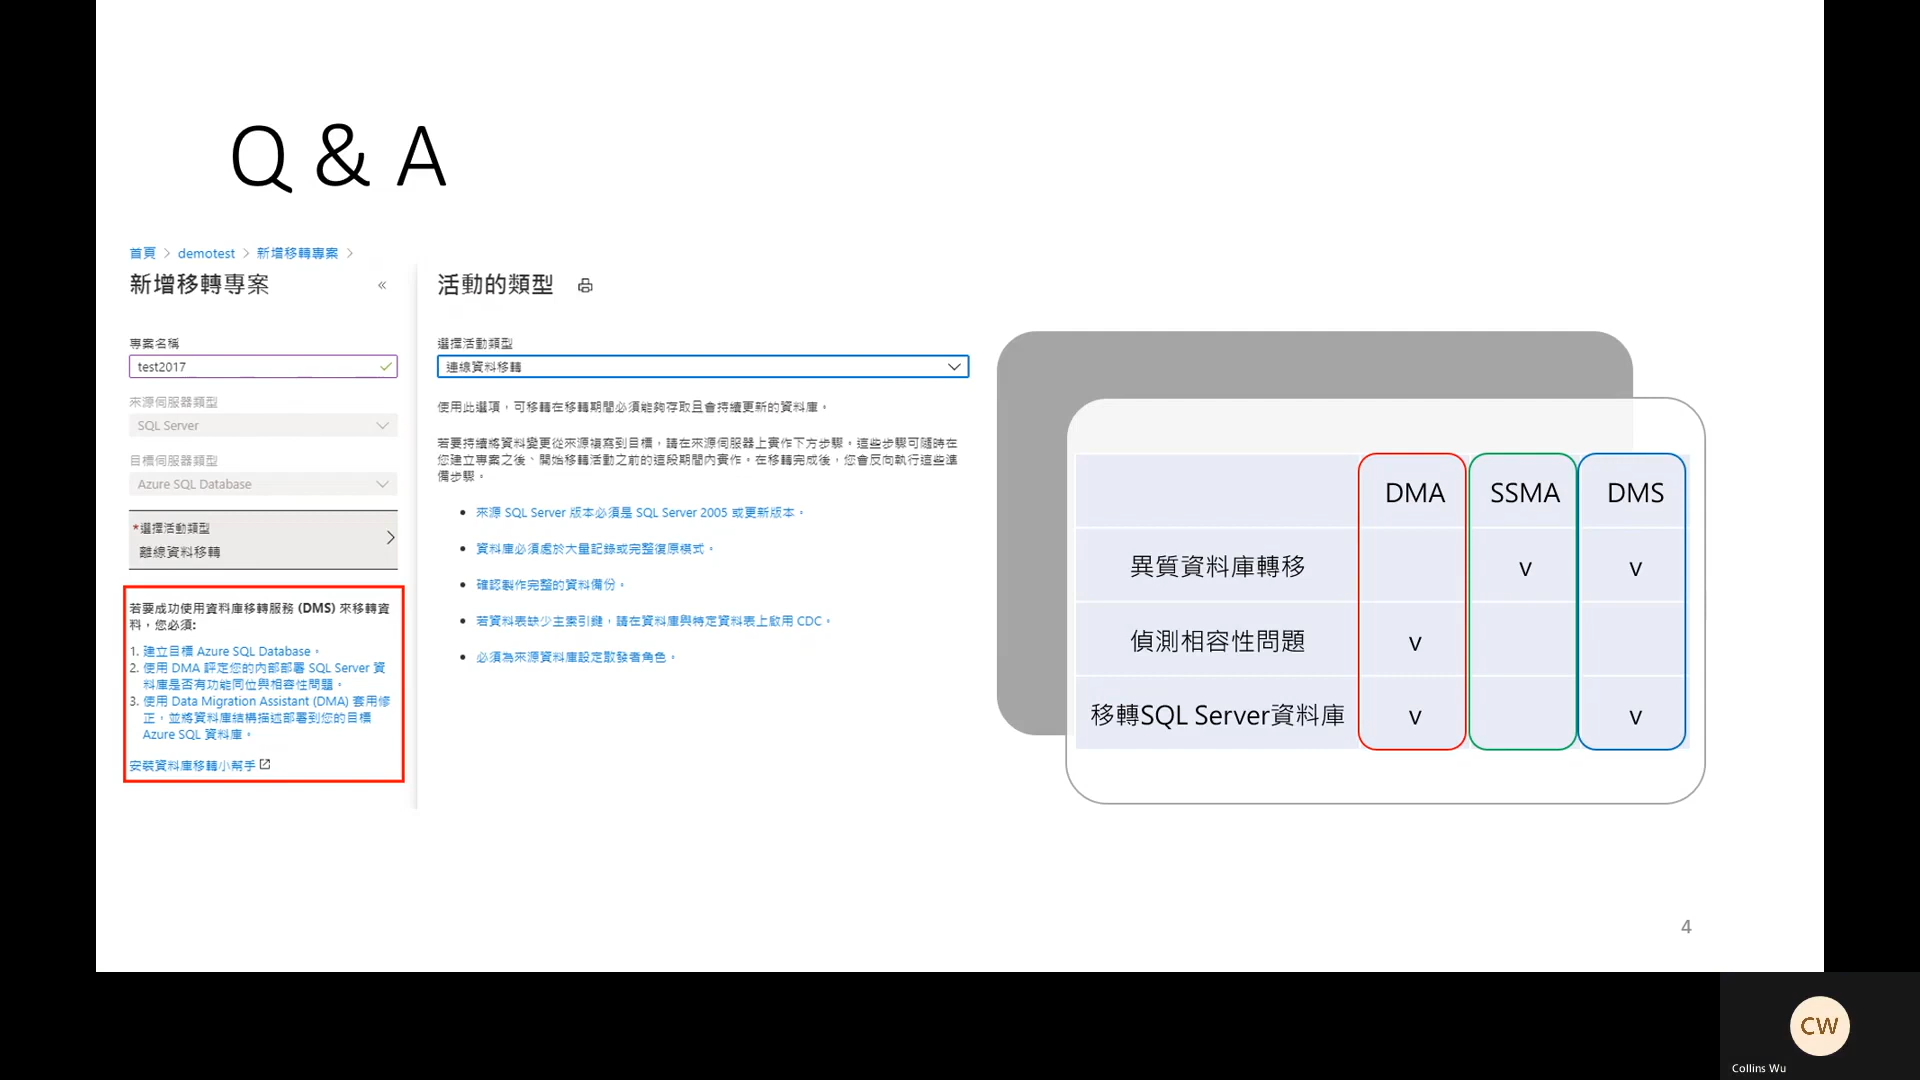 Q & A
首頁 > demotest > 新增移轉專案 >
新增移轉專案 «
專案名稱
test2017
來源伺服器類型
SQL Server
目標伺服器類型
Azure SQL Database
*選擇活動類型
離線資料移轉
若要成功使用資料庫移轉服務 (DMS) 來移轉資
料，您必須:
1. 建立目標 Azure SQL Database。
2. 使用 DMA 評定您的內部部署 SQL Server 資
料庫是否有功能同位與相容性問題。
3. 使用 Data Migration Assistant (DMA) 套用修
正，並將資料庫結構描述部署到您的目標
Azure SQL 資料庫。
安裝資料庫移轉小幫手
活動的類型
選擇活動類型
連線資料移轉
使用此選項，可移轉在移轉期間必須能夠存取且會持續更新的資料庫。
若要持續將資料變更從來源複寫到目標，請在來源伺服器上實作下方步驟。這些步驟可隨時在
您建立專案之後、開始移轉活動之前的這段期間內實作。在移轉完成後，您會反向執行這些準
備步驟。
• 來源 SQL Server 版本必須是 SQL Server 2005 或更新版本。
• 資料庫必須處於大量記錄或完整復原模式。
• 確認製作完整的資料備份。
• 若資料表缺少主索引鍵，請在資料庫與特定資料表上啟用 CDC。
• 必須為來源資料庫設定散發者角色。
DMA SSMA DMS
異質資料庫轉移 v v
偵測相容性問題 v
移轉SQL Server資料庫 v v
4
CW
Collins Wu